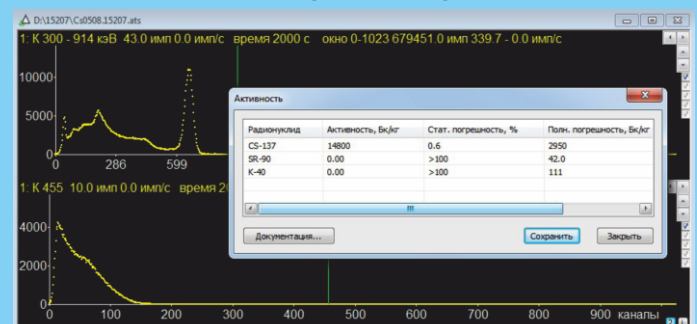 D:\15207\Cs0508.15207.ats
1: К 300 - 914 кэВ 43.0 имп 0.0 имп/с время 2000 с окно 0-1023 679451.0 имп 339.7 - 0.0 имп/с
10000
5000
0
0 286 599
Активность
Радионуклид Активность, Бк/кг Стат. погрешность, % Полн. погрешность, Бк/кг
CS-137 14800 0.6 2950
SR-90 0.00 >100 42.0
K-40 0.00 >100 111
Документация... Сохранить Закрыть
1: К 455 10.0 имп 0.0 имп/с время 20
4000
2000
0
0 100 200 300 400 500 600 700 800 900 каналы